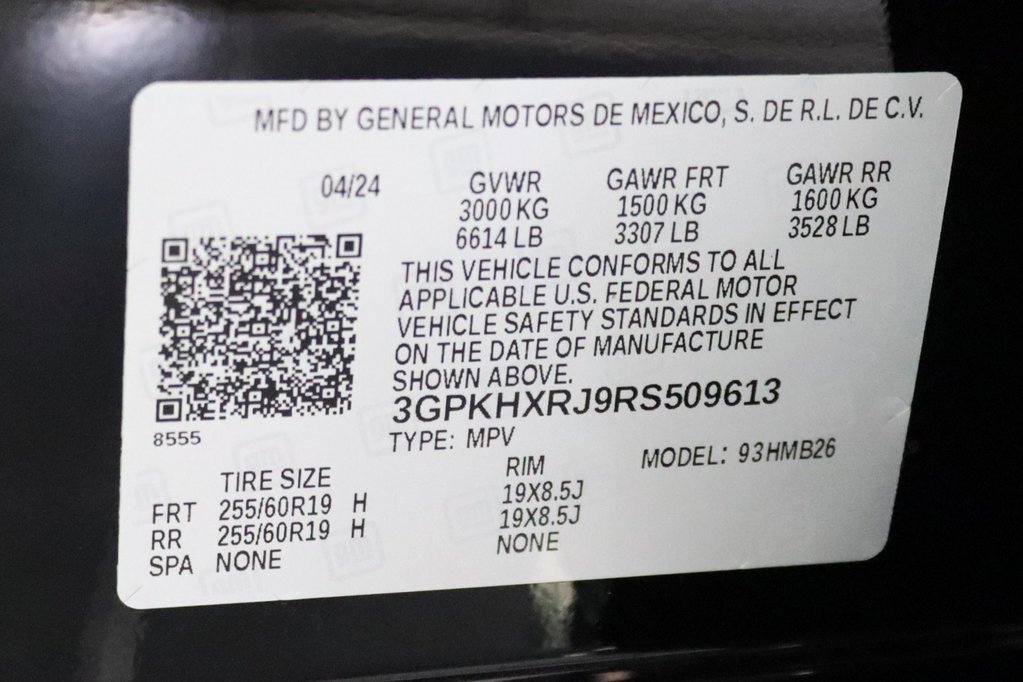 MFD BY GENERAL MOTORS DE MEXICO, S. DE R.L. DE C.V.
04/24 GVWR GAWR FRT GAWR RR
3000 KG 1500 KG 1600 KG
6614 LB 3307 LB 3528 LB
THIS VEHICLE CONFORMS TO ALL
APPLICABLE U.S. FEDERAL MOTOR
VEHICLE SAFETY STANDARDS IN EFFECT
ON THE DATE OF MANUFACTURE
SHOWN ABOVE.
3GPKHXRJ9RS509613
8555
TYPE: MPV MODEL: 93HMB26
TIRE SIZE RIM
FRT 255/60R19 H 19X8.5J
RR 255/60R19 H 19X8.5J
SPA NONE NONE